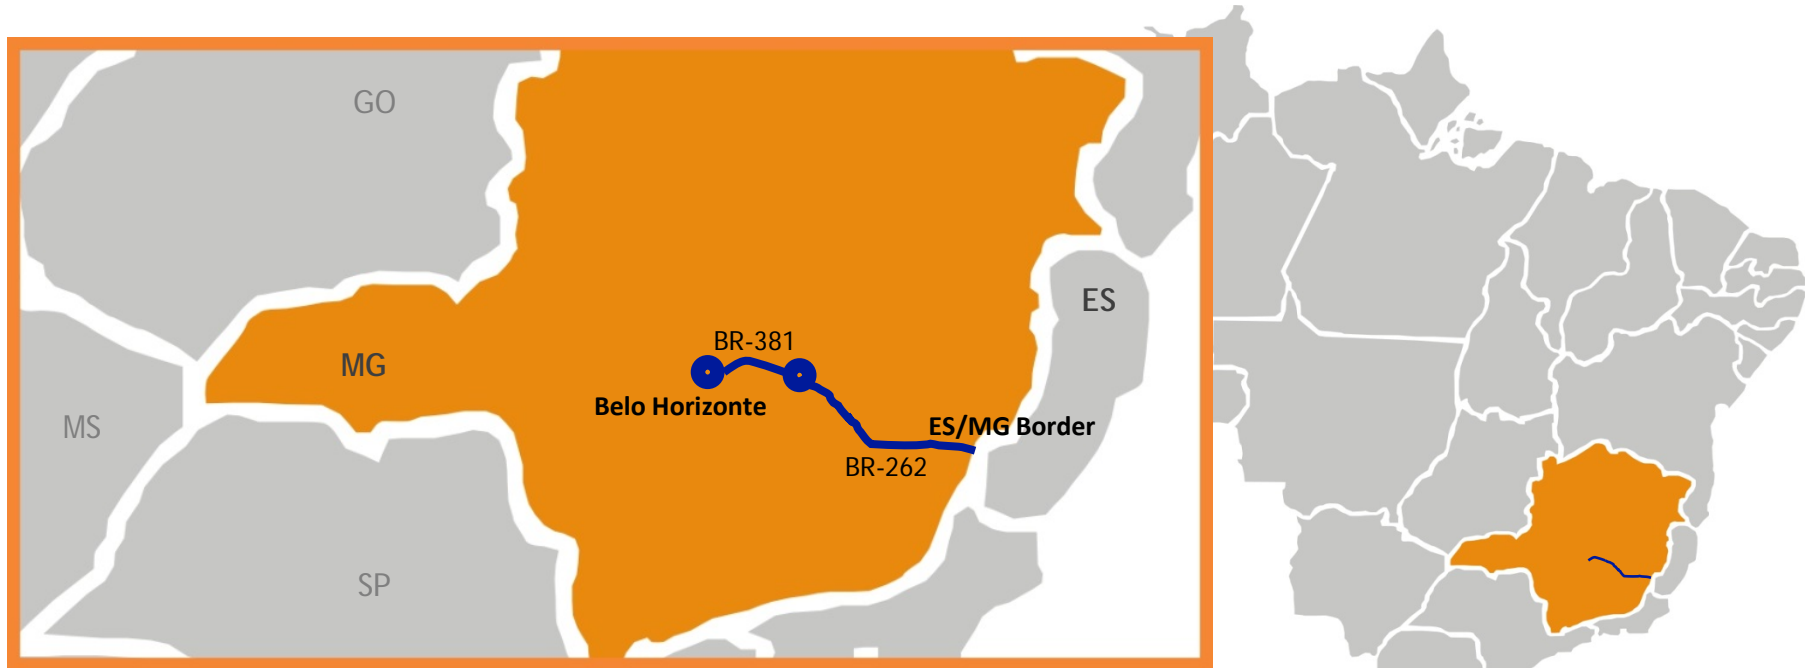 GO
ES
BR-381
MG
Belo Horizonte
MS
ES/MG Border
BR-262
SP